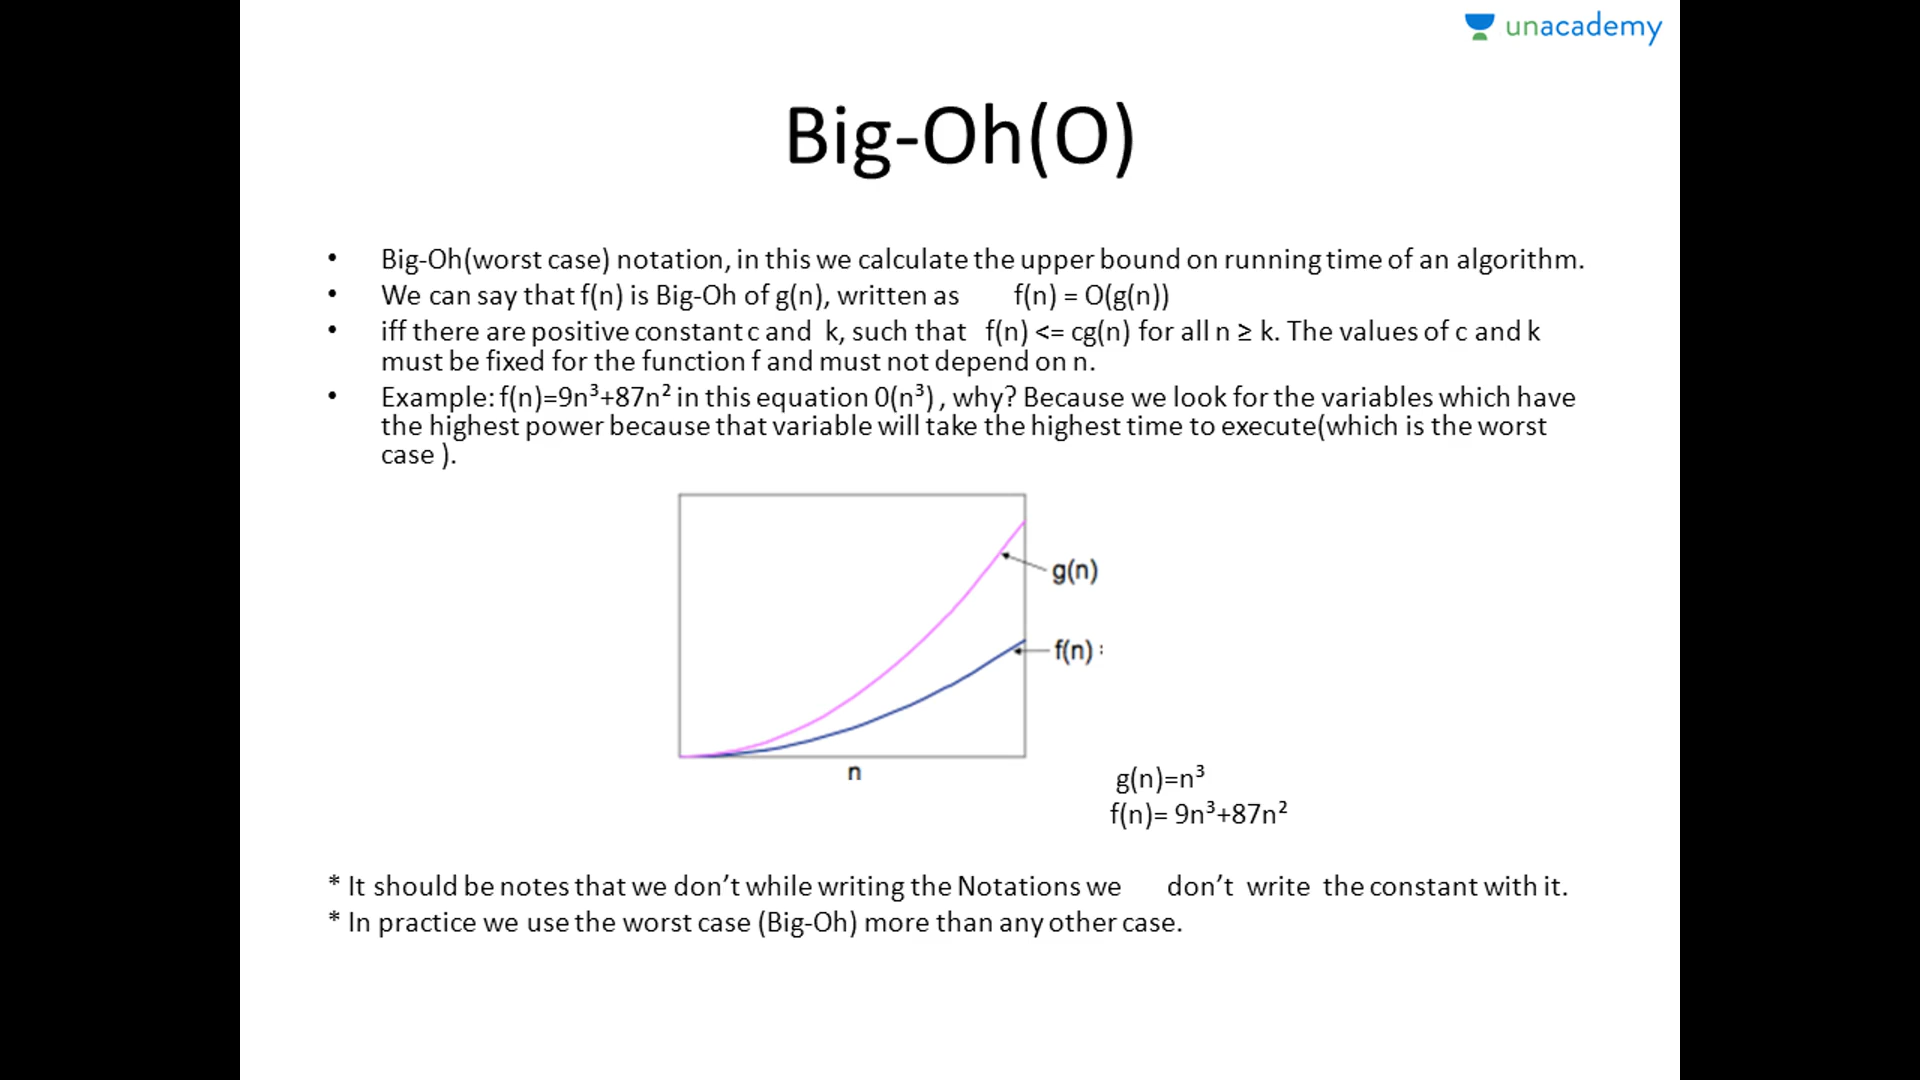 unacademy
Big-Oh(O)
• Big-Oh(worst case) notation, in this we calculate the upper bound on running time of an algorithm.
• We can say that f(n) is Big-Oh of g(n), written as f(n) = O(g(n))
• iff there are positive constant c and k, such that f(n) <= cg(n) for all n ≥ k. The values of c and k
must be fixed for the function f and must not depend on n.
• Example: f(n)=9n³+87n² in this equation 0(n³) , why? Because we look for the variables which have
the highest power because that variable will take the highest time to execute(which is the worst
case ).
g(n)
f(n) :
n
g(n)=n³
f(n)= 9n³+87n²
* It should be notes that we don’t while writing the Notations we don’t write the constant with it.
* In practice we use the worst case (Big-Oh) more than any other case.